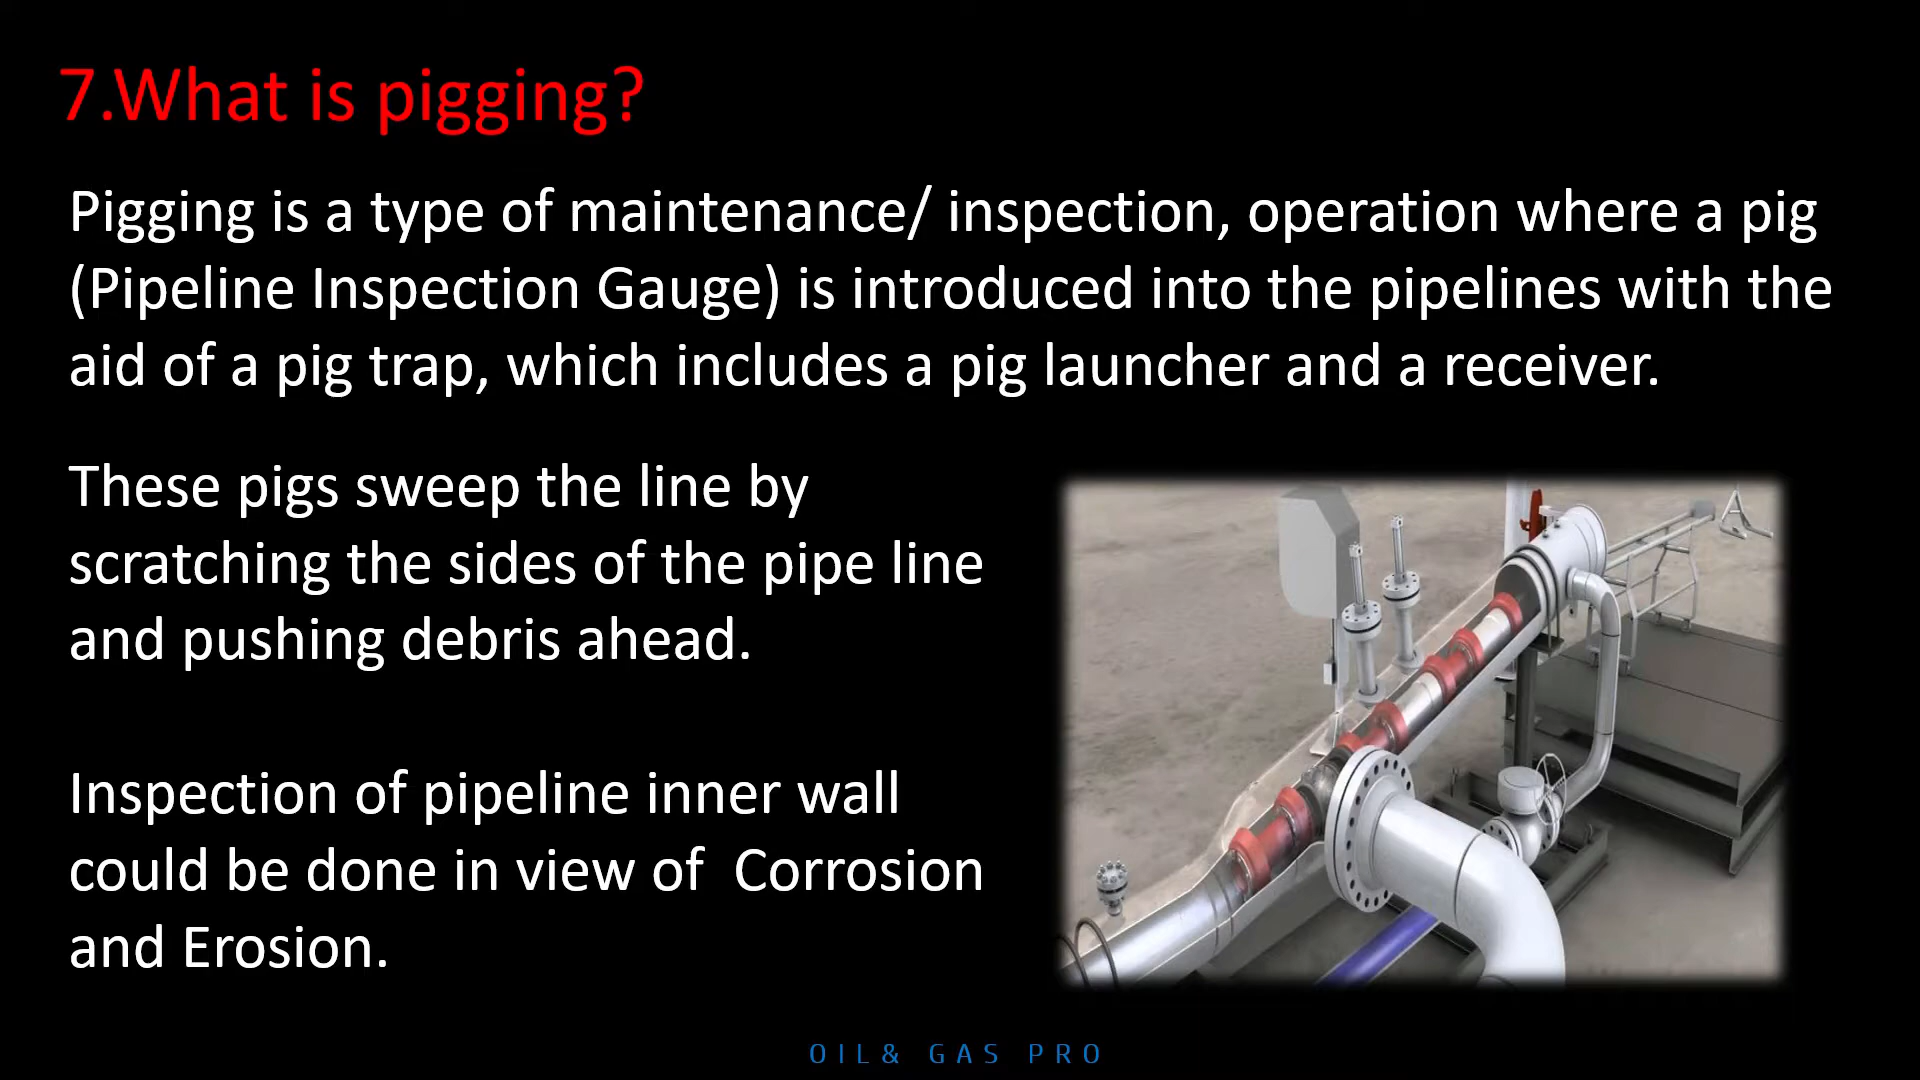 7.What is pigging?
Pigging is a type of maintenance/ inspection, operation where a pig
(Pipeline Inspection Gauge) is introduced into the pipelines with the
aid of a pig trap, which includes a pig launcher and a receiver.
These pigs sweep the line by
scratching the sides of the pipe line
and pushing debris ahead.
Inspection of pipeline inner wall
could be done in view of  Corrosion
and Erosion.
OIL& GAS PRO